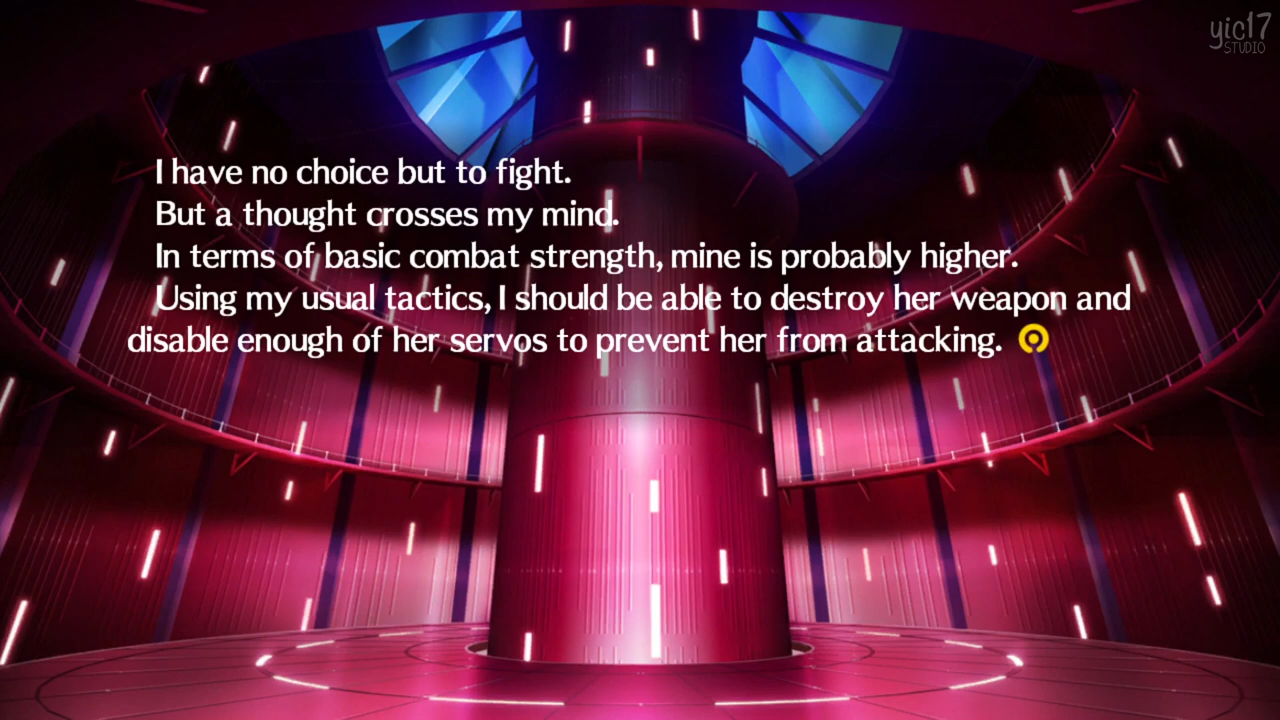 yic17
STUDIO
I have no choice but to fight.
But a thought crosses my mind.
In terms of basic combat strength, mine is probably higher.
Using my usual tactics, I should be able to destroy her weapon and
disable enough of her servos to prevent her from attacking.